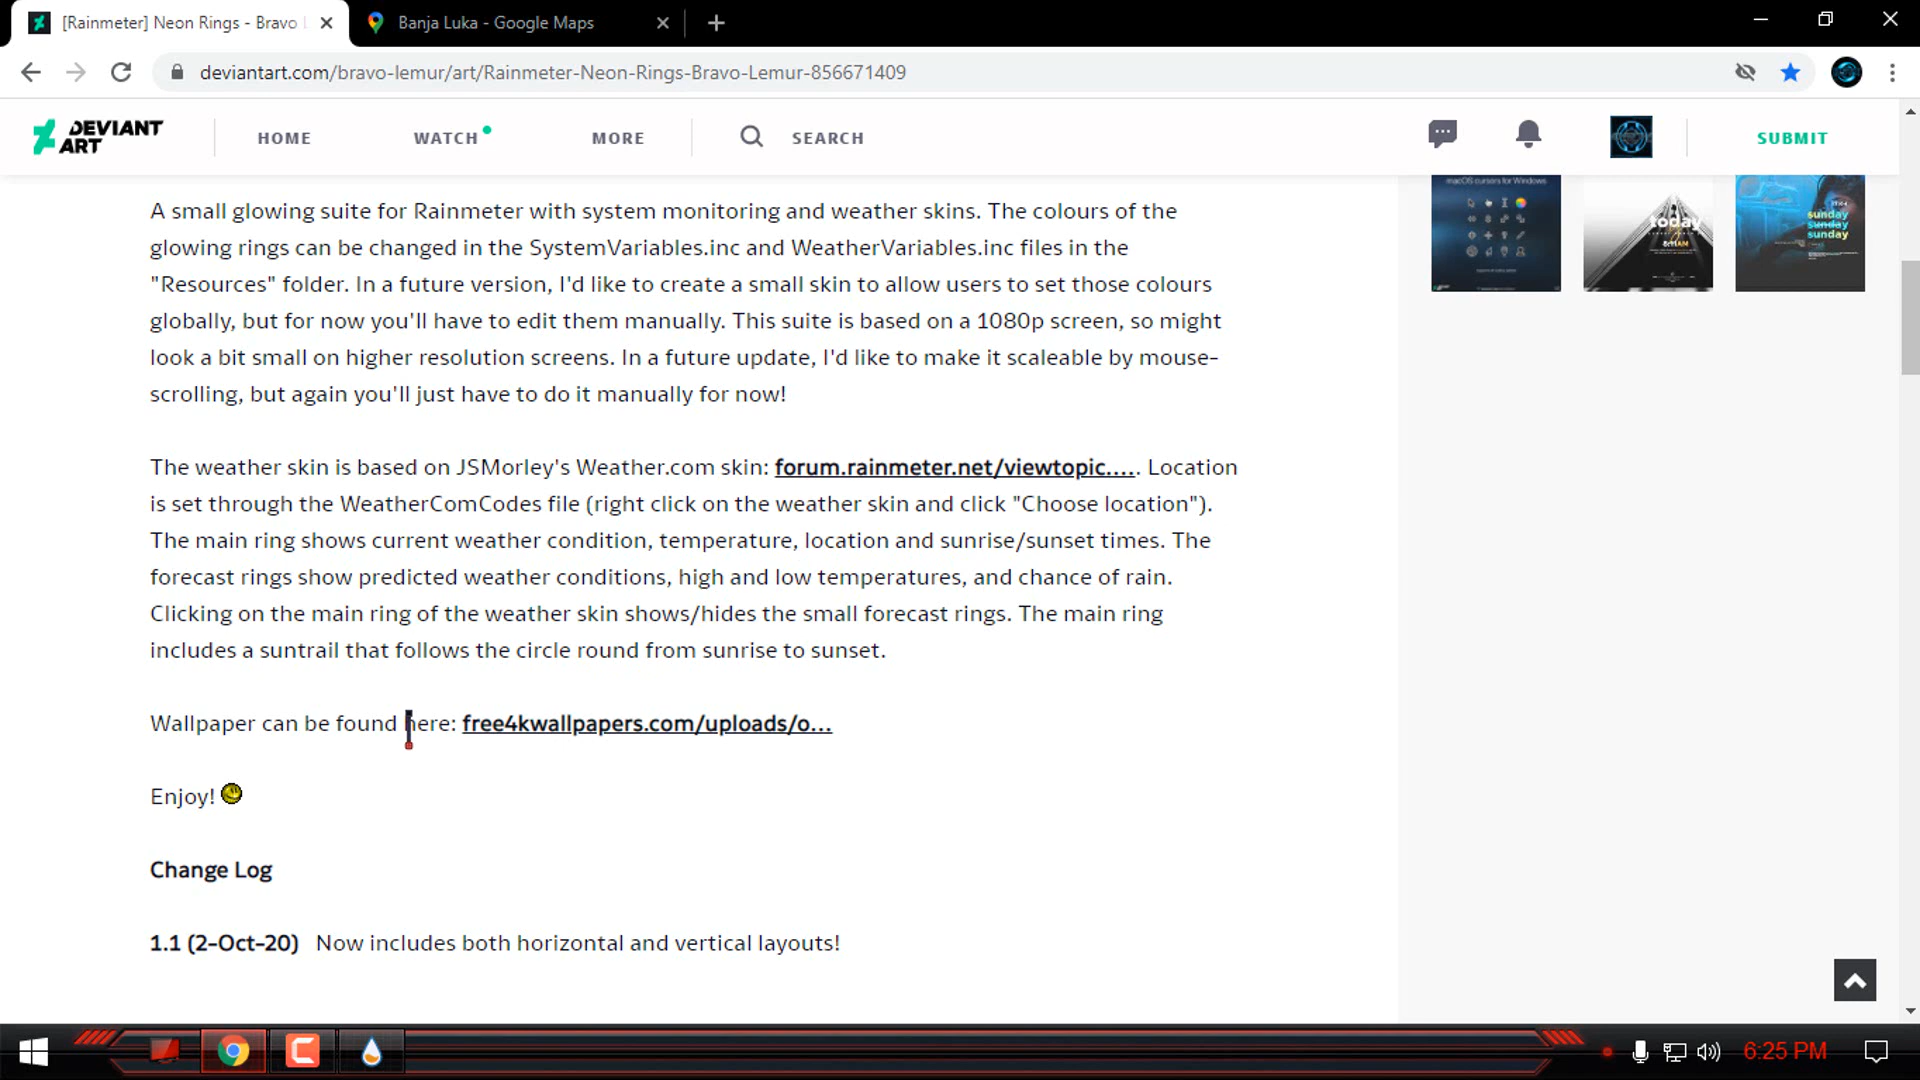 [Rainmeter] Neon Rings - Bravo
Banja Luka - Google Maps
deviantart.com/bravo-lemur/art/Rainmeter-Neon-Rings-Bravo-Lemur-856671409
DEVIANT
ART
HOME
WATCH
MORE
SEARCH
SUBMIT
macOS cursors for Windows
today
8:11AM
sunday
sunday
sunday
A small glowing suite for Rainmeter with system monitoring and weather skins. The colours of the
glowing rings can be changed in the SystemVariables.inc and WeatherVariables.inc files in the
"Resources" folder. In a future version, I'd like to create a small skin to allow users to set those colours
globally, but for now you'll have to edit them manually. This suite is based on a 1080p screen, so might
look a bit small on higher resolution screens. In a future update, I'd like to make it scaleable by mouse-
scrolling, but again you'll just have to do it manually for now!
The weather skin is based on JSMorley's Weather.com skin: forum.rainmeter.net/viewtopic..... Location
is set through the WeatherComCodes file (right click on the weather skin and click "Choose location").
The main ring shows current weather condition, temperature, location and sunrise/sunset times. The
forecast rings show predicted weather conditions, high and low temperatures, and chance of rain.
Clicking on the main ring of the weather skin shows/hides the small forecast rings. The main ring
includes a suntrail that follows the circle round from sunrise to sunset.
Wallpaper can be found here: free4kwallpapers.com/uploads/o...
Enjoy!
Change Log
1.1 (2-Oct-20) Now includes both horizontal and vertical layouts!
6:25 PM